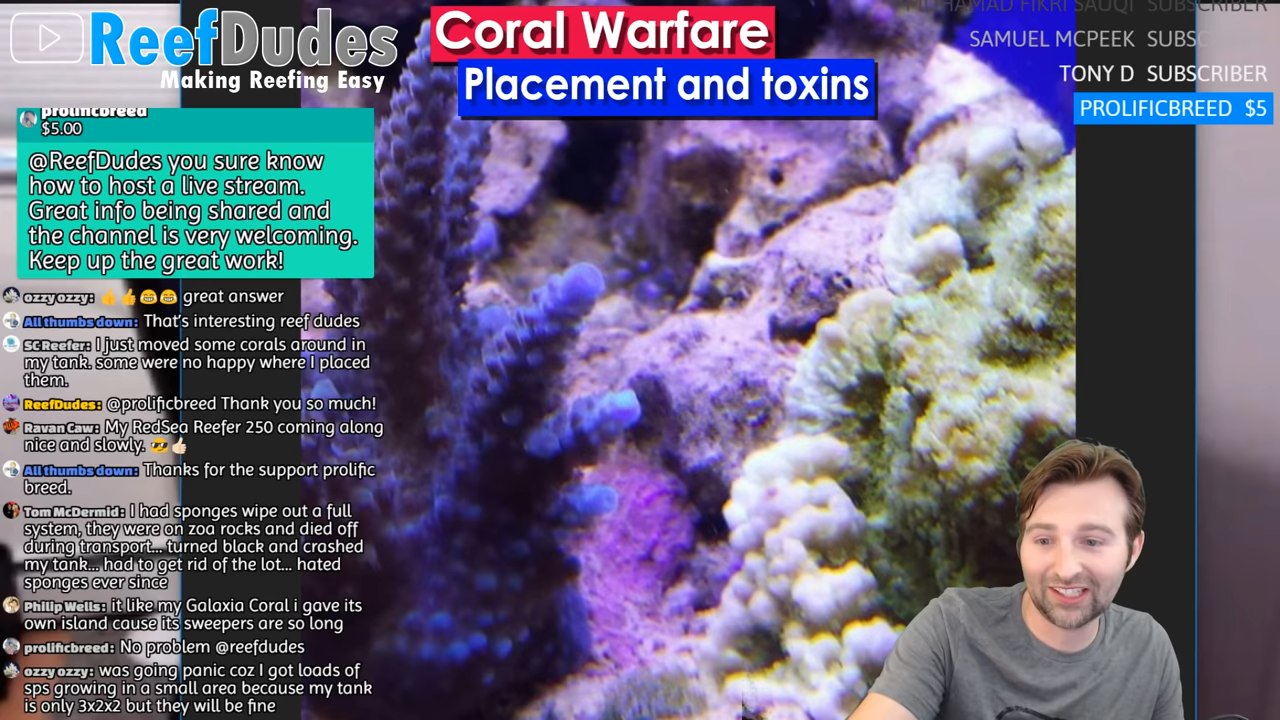 ReefDudes
Making Reefing Easy
Coral Warfare
Placement and toxins
MUHAMAD FIKRI SAUQI SUBSCRIBER
SAMUEL MCPEEK SUBSC
TONY D SUBSCRIBER
PROLIFICBREED $5
prolificbreed
$5.00
@ReefDudes you sure know
how to host a live stream.
Great info being shared and
the channel is very welcoming.
Keep up the great work!
ozzy ozzy: 👍👍😂😂 great answer
All thumbs down: That's interesting reef dudes
SC Reefer: I just moved some corals around in
my tank. some were no happy where I placed
them.
ReefDudes: @prolificbreed Thank you so much!
Ravan Caw: My RedSea Reefer 250 coming along
nice and slowly. 😎👍🏻
All thumbs down: Thanks for the support prolific
breed.
Tom McDermid: I had sponges wipe out a full
system, they were on zoa rocks and died off
during transport... turned black and crashed
my tank... had to get rid of the lot... hated
sponges ever since
Philip Wells: it like my Galaxia Coral i gave its
own island cause its sweepers are so long
prolificbreed: No problem @reefdudes
ozzy ozzy: was going panic coz I got loads of
sps growing in a small area because my tank
is only 3x2x2 but they will be fine